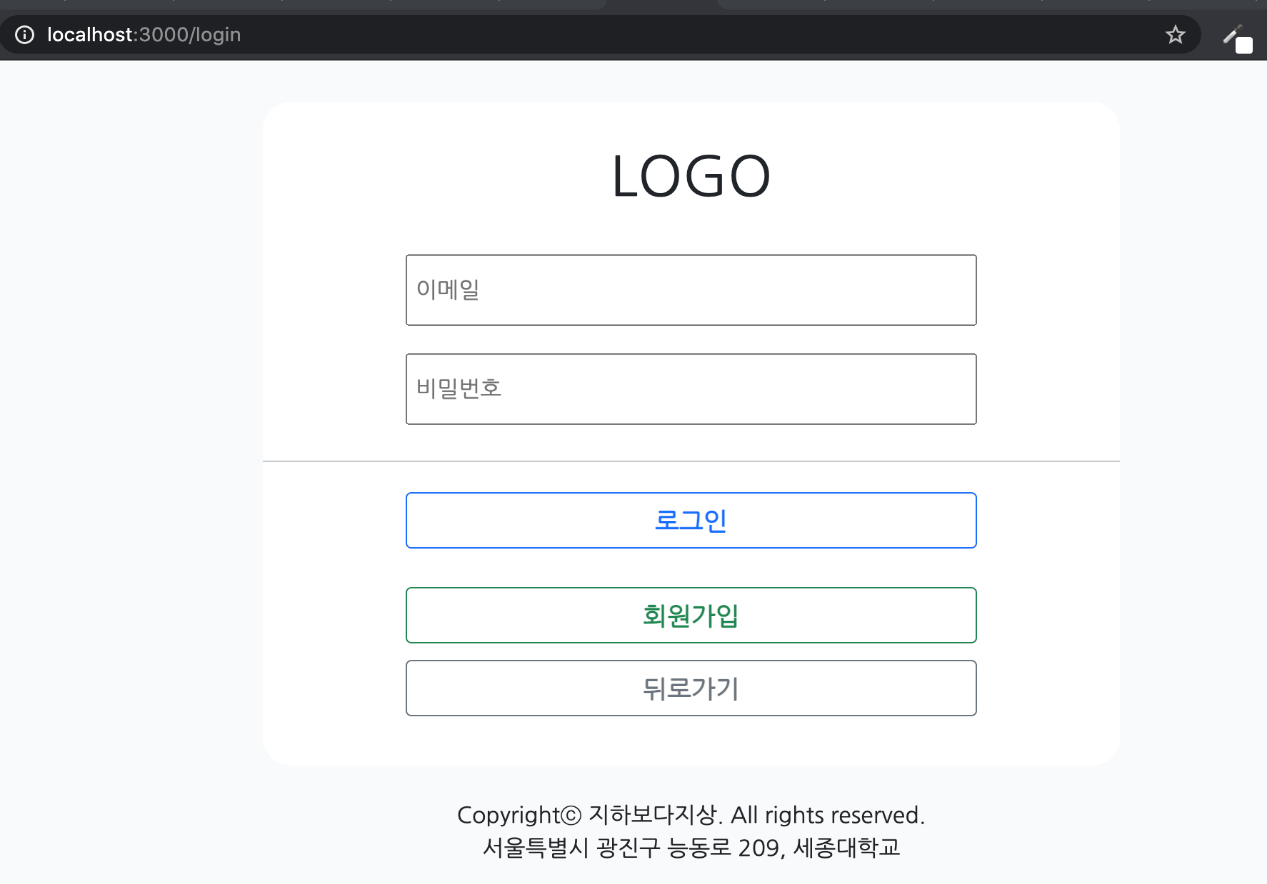 localhost:3000/login
LOGO
이메일
비밀번호
로그인
회원가입
뒤로가기
Copyrightⓒ 지하보다지상. All rights reserved.
서울특별시 광진구 능동로 209, 세종대학교